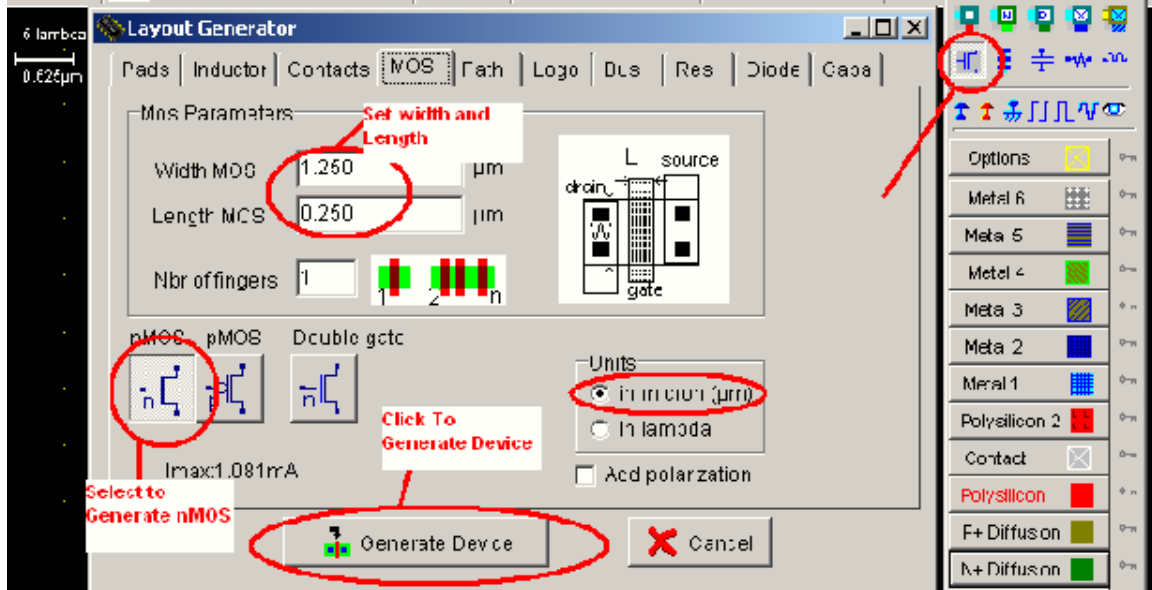 5 lambda
0.625µm
Layout Generator
Pads Inductor Contacts MOS Path Logo Bus Res Diode Capa
Mos Parameters
Set width and
Length
Width MOS 1.250 µm
Length MOS 0.250 µm
Nbr of fingers 1
1 2 n
L source
drain
W
gate
nMOS pMOS Double gate
n p n
Units
in micron (µm)
In lambda
Click To
Generate Device
Imax:1.081mA
Add polarization
Select to
Generate nMOS
Generate Device
Cancel
N P
Options
Metal 6
Metal 5
Metal 4
Metal 3
Metal 2
Metal 1
Polysilicon 2
Contact
Polysilicon
P+ Diffusion
N+ Diffusion